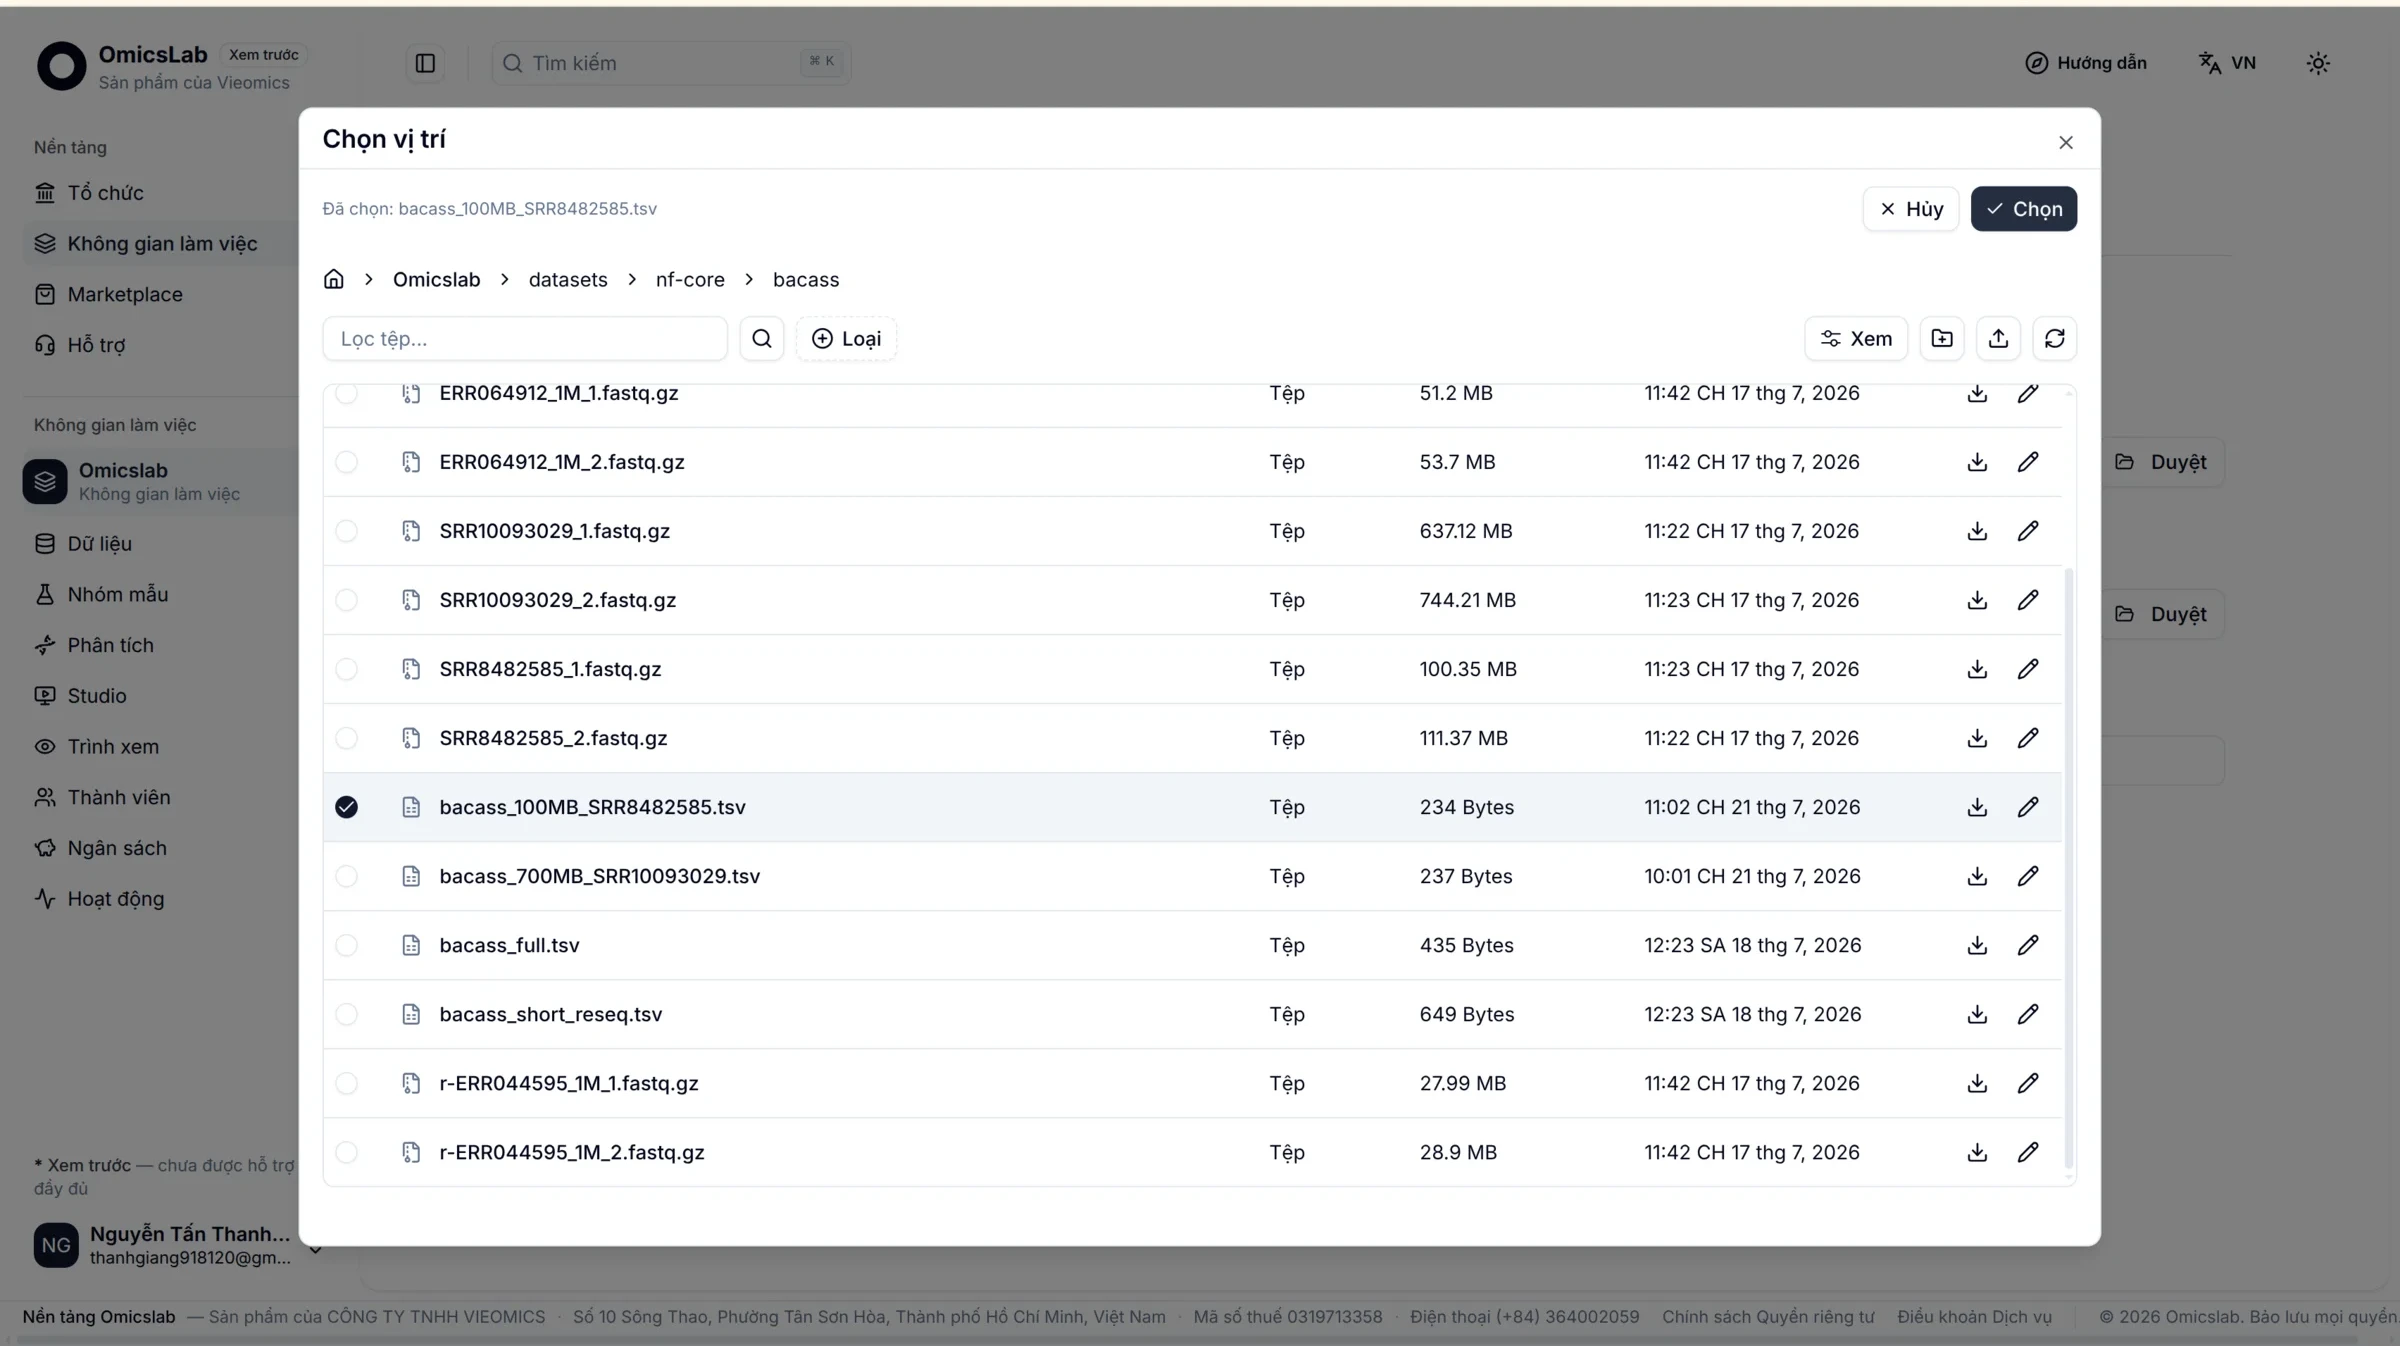 OmicsLab Xem trước
Sản phẩm của Vieomics
Tìm kiếm ⌘ K
Hướng dẫn
VN
Nền tảng
Tổ chức
Không gian làm việc
Marketplace
Hỗ trợ
Không gian làm việc
Omicslab
Không gian làm việc
Dữ liệu
Nhóm mẫu
Phân tích
Studio
Trình xem
Thành viên
Ngân sách
Hoạt động
* Xem trước — chưa được hỗ trợ
đầy đủ
NG
Nguyễn Tấn Thanh...
thanhgiang918120@gm...
Chọn vị trí
Đã chọn: bacass_100MB_SRR8482585.tsv
Hủy
Chọn
Omicslab > datasets > nf-core > bacass
Lọc tệp...
Loại
Xem
ERR064912_1M_1.fastq.gz Tệp 51.2 MB 11:42 CH 17 thg 7, 2026
ERR064912_1M_2.fastq.gz Tệp 53.7 MB 11:42 CH 17 thg 7, 2026
SRR10093029_1.fastq.gz Tệp 637.12 MB 11:22 CH 17 thg 7, 2026
SRR10093029_2.fastq.gz Tệp 744.21 MB 11:23 CH 17 thg 7, 2026
SRR8482585_1.fastq.gz Tệp 100.35 MB 11:23 CH 17 thg 7, 2026
SRR8482585_2.fastq.gz Tệp 111.37 MB 11:22 CH 17 thg 7, 2026
bacass_100MB_SRR8482585.tsv Tệp 234 Bytes 11:02 CH 21 thg 7, 2026
bacass_700MB_SRR10093029.tsv Tệp 237 Bytes 10:01 CH 21 thg 7, 2026
bacass_full.tsv Tệp 435 Bytes 12:23 SA 18 thg 7, 2026
bacass_short_reseq.tsv Tệp 649 Bytes 12:23 SA 18 thg 7, 2026
r-ERR044595_1M_1.fastq.gz Tệp 27.99 MB 11:42 CH 17 thg 7, 2026
r-ERR044595_1M_2.fastq.gz Tệp 28.9 MB 11:42 CH 17 thg 7, 2026
Duyệt
Duyệt
Nền tảng Omicslab — Sản phẩm của CÔNG TY TNHH VIEOMICS · Số 10 Sông Thao, Phường Tân Sơn Hòa, Thành phố Hồ Chí Minh, Việt Nam · Mã số thuế 0319713358 · Điện thoại (+84) 364002059 Chính sách Quyền riêng tư Điều khoản Dịch vụ © 2026 Omicslab. Bảo lưu mọi quyền.